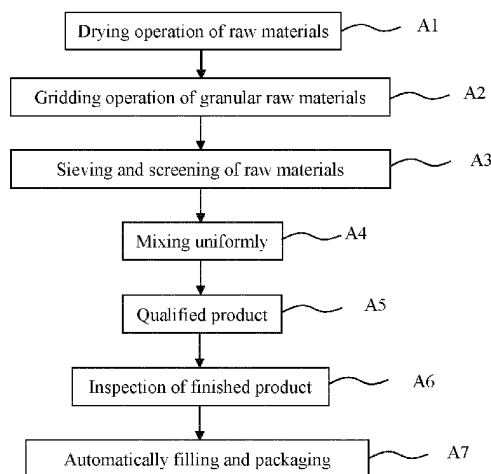 Drying operation of raw materials A1
Gridding operation of granular raw materials A2
Sieving and screening of raw materials A3
Mixing uniformly A4
Qualified product A5
Inspection of finished product A6
Automatically filling and packaging A7